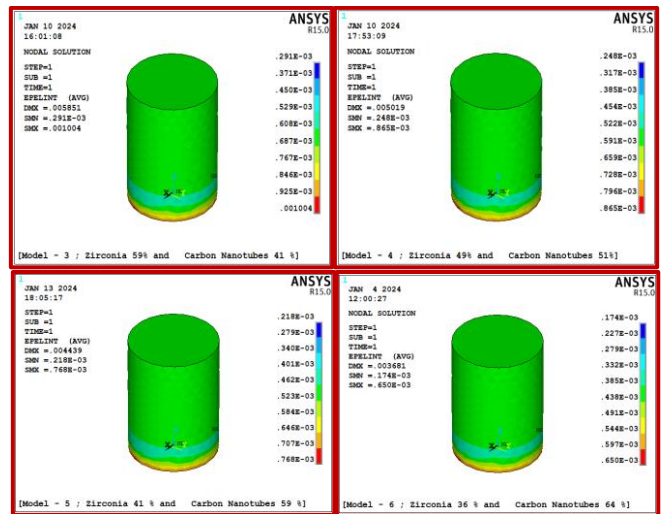 1
ANSYS
R15.0
JAN 10 2024
16:01:08
NODAL SOLUTION
STEP=1
SUB =1
TIME=1
EPELINT (AVG)
DMX =.005851
SMN =.291E-03
SMX =.001004
.291E-03
.371E-03
.450E-03
.529E-03
.608E-03
.687E-03
.767E-03
.846E-03
.925E-03
.001004
[Model - 3 ; Zirconia 59% and Carbon Nanotubes 41 %]
1
ANSYS
R15.0
JAN 10 2024
17:53:09
NODAL SOLUTION
STEP=1
SUB =1
TIME=1
EPELINT (AVG)
DMX =.005019
SMN =.248E-03
SMX =.865E-03
.248E-03
.317E-03
.385E-03
.454E-03
.522E-03
.591E-03
.659E-03
.728E-03
.796E-03
.865E-03
[Model - 4 ; Zirconia 49% and Carbon Nanotubes 51%]
1
ANSYS
R15.0
JAN 13 2024
18:05:17
STEP=1
SUB =1
TIME=1
EPELINT (AVG)
DMX =.004439
SMN =.218E-03
SMX =.768E-03
.218E-03
.279E-03
.340E-03
.401E-03
.462E-03
.523E-03
.584E-03
.646E-03
.707E-03
.768E-03
[Model - 5 ; Zirconia 41 % and Carbon Nanotubes 59 %]
1
ANSYS
R15.0
JAN 4 2024
12:00:27
NODAL SOLUTION
STEP=1
SUB =1
TIME=1
EPELINT (AVG)
DMX =.003681
SMN =.174E-03
SMX =.650E-03
.174E-03
.227E-03
.279E-03
.332E-03
.385E-03
.438E-03
.491E-03
.544E-03
.597E-03
.650E-03
[Model - 6 ; Zirconia 36 % and Carbon Nanotubes 64 %]